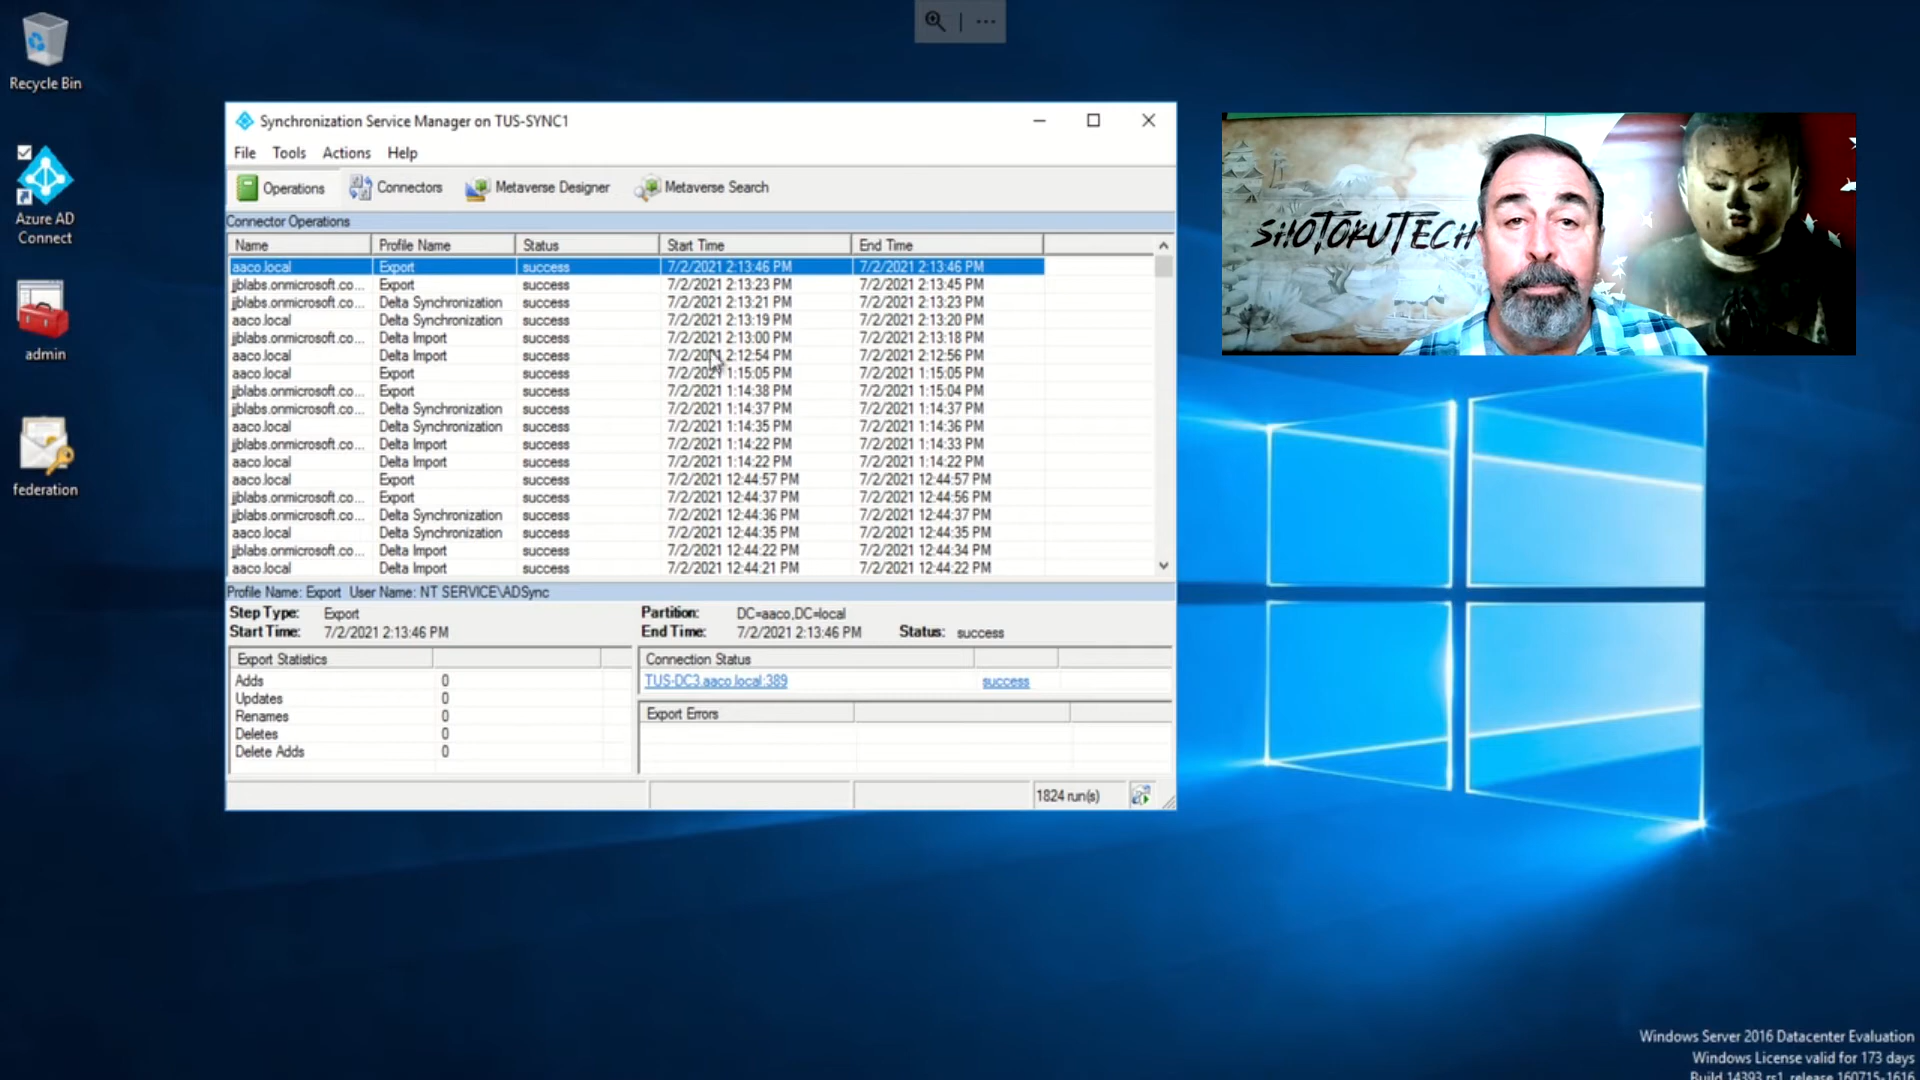 Recycle Bin
Azure AD
Connect
admin
federation
Synchronization Service Manager on TUS-SYNC1
File Tools Actions Help
Operations Connectors Metaverse Designer Metaverse Search
Connector Operations
Name Profile Name Status Start Time End Time
aaco.local Export success 7/2/2021 2:13:46 PM 7/2/2021 2:13:46 PM
jjblabs.onmicrosoft.co... Export success 7/2/2021 2:13:23 PM 7/2/2021 2:13:45 PM
jjblabs.onmicrosoft.co... Delta Synchronization success 7/2/2021 2:13:21 PM 7/2/2021 2:13:23 PM
aaco.local Delta Synchronization success 7/2/2021 2:13:19 PM 7/2/2021 2:13:20 PM
jjblabs.onmicrosoft.co... Delta Import success 7/2/2021 2:13:00 PM 7/2/2021 2:13:18 PM
aaco.local Delta Import success 7/2/2021 2:12:54 PM 7/2/2021 2:12:56 PM
aaco.local Export success 7/2/2021 1:15:05 PM 7/2/2021 1:15:05 PM
jjblabs.onmicrosoft.co... Export success 7/2/2021 1:14:38 PM 7/2/2021 1:15:04 PM
jjblabs.onmicrosoft.co... Delta Synchronization success 7/2/2021 1:14:37 PM 7/2/2021 1:14:37 PM
aaco.local Delta Synchronization success 7/2/2021 1:14:35 PM 7/2/2021 1:14:36 PM
jjblabs.onmicrosoft.co... Delta Import success 7/2/2021 1:14:22 PM 7/2/2021 1:14:33 PM
aaco.local Delta Import success 7/2/2021 1:14:22 PM 7/2/2021 1:14:22 PM
aaco.local Export success 7/2/2021 12:44:57 PM 7/2/2021 12:44:57 PM
jjblabs.onmicrosoft.co... Export success 7/2/2021 12:44:37 PM 7/2/2021 12:44:56 PM
jjblabs.onmicrosoft.co... Delta Synchronization success 7/2/2021 12:44:36 PM 7/2/2021 12:44:37 PM
aaco.local Delta Synchronization success 7/2/2021 12:44:35 PM 7/2/2021 12:44:35 PM
jjblabs.onmicrosoft.co... Delta Import success 7/2/2021 12:44:22 PM 7/2/2021 12:44:34 PM
aaco.local Delta Import success 7/2/2021 12:44:21 PM 7/2/2021 12:44:22 PM
Profile Name: Export User Name: NT SERVICE\ADSync
Step Type: Export Partition: DC=aaco,DC=local
Start Time: 7/2/2021 2:13:46 PM End Time: 7/2/2021 2:13:46 PM Status: success
Export Statistics
Adds 0
Updates 0
Renames 0
Deletes 0
Delete Adds 0
Connection Status
TUS-DC3.aaco.local:389 success
Export Errors
1824 run(s)
SHOTOKUTECH
Windows Server 2016 Datacenter Evaluation
Windows License valid for 173 days
Build 14393.rs1_release.160715-1616